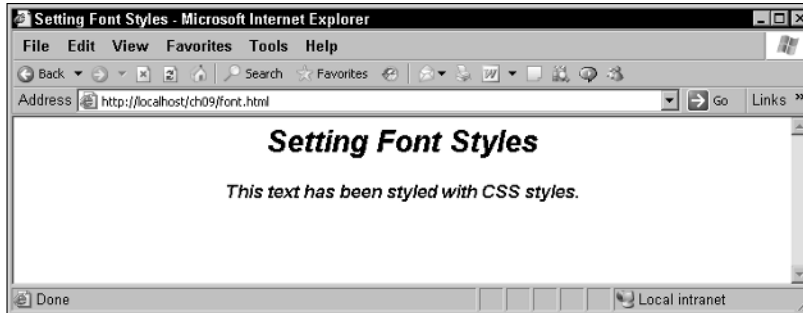 Setting Font Styles - Microsoft Internet Explorer
File Edit View Favorites Tools Help
Back Search Favorites W
Address http://localhost/ch09/font.html Go Links »
Setting Font Styles
This text has been styled with CSS styles.
Done Local intranet